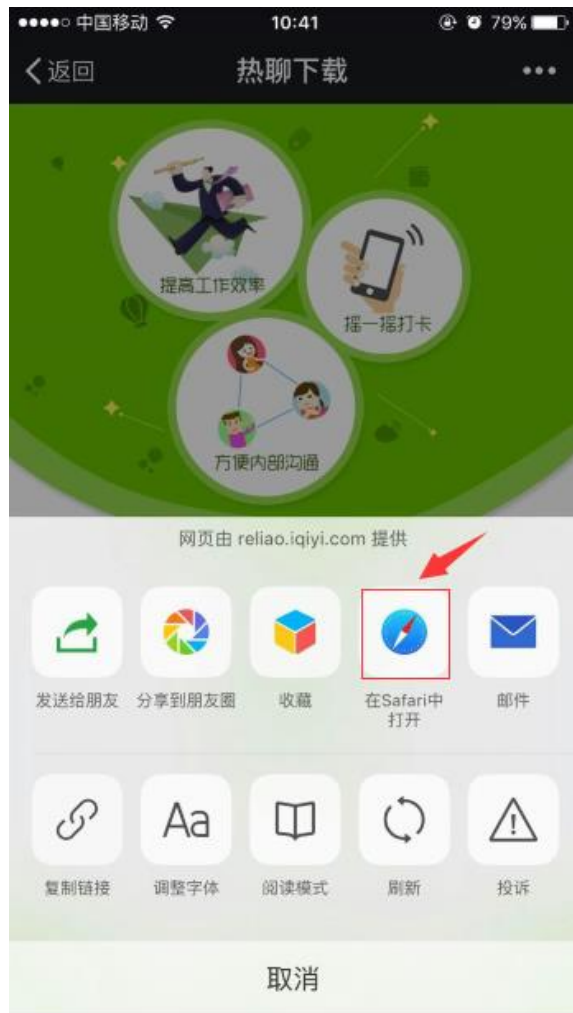 中国移动 10:41 79%
返回 热聊下载
提高工作效率
摇一摇打卡
方便内部沟通
网页由 reliao.iqiyi.com 提供
发送给朋友 分享到朋友圈 收藏 在Safari中 邮件
打开
Aa
复制链接 调整字体 阅读模式 刷新 投诉
取消